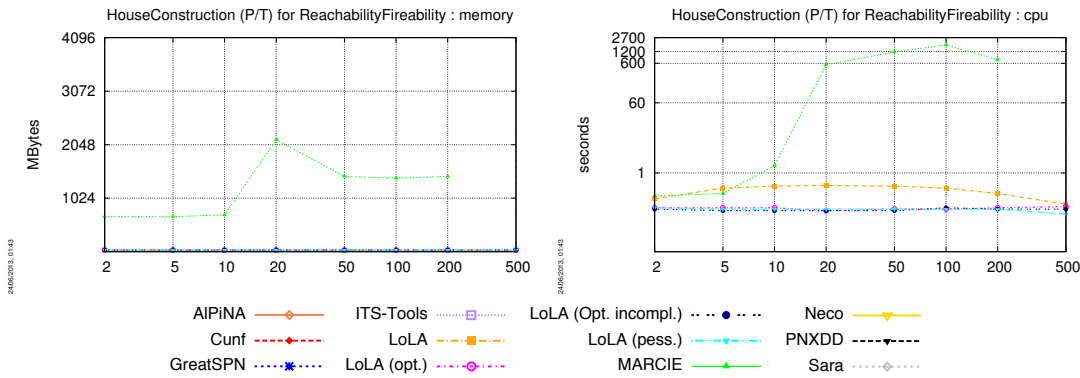 HouseConstruction (P/T) for ReachabilityFireability : memory
4096
3072
2048
1024
MBytes
2 5 10 20 50 100 200 500
24/06/2013, 01:43
HouseConstruction (P/T) for ReachabilityFireability : cpu
2700
1200
600
60
1
seconds
2 5 10 20 50 100 200 500
24/06/2013, 01:43
AlPiNA ITS-Tools LoLA (Opt. incompl.) Neco
Cunf LoLA LoLA (pess.) PNXDD
GreatSPN LoLA (opt.) MARCIE Sara